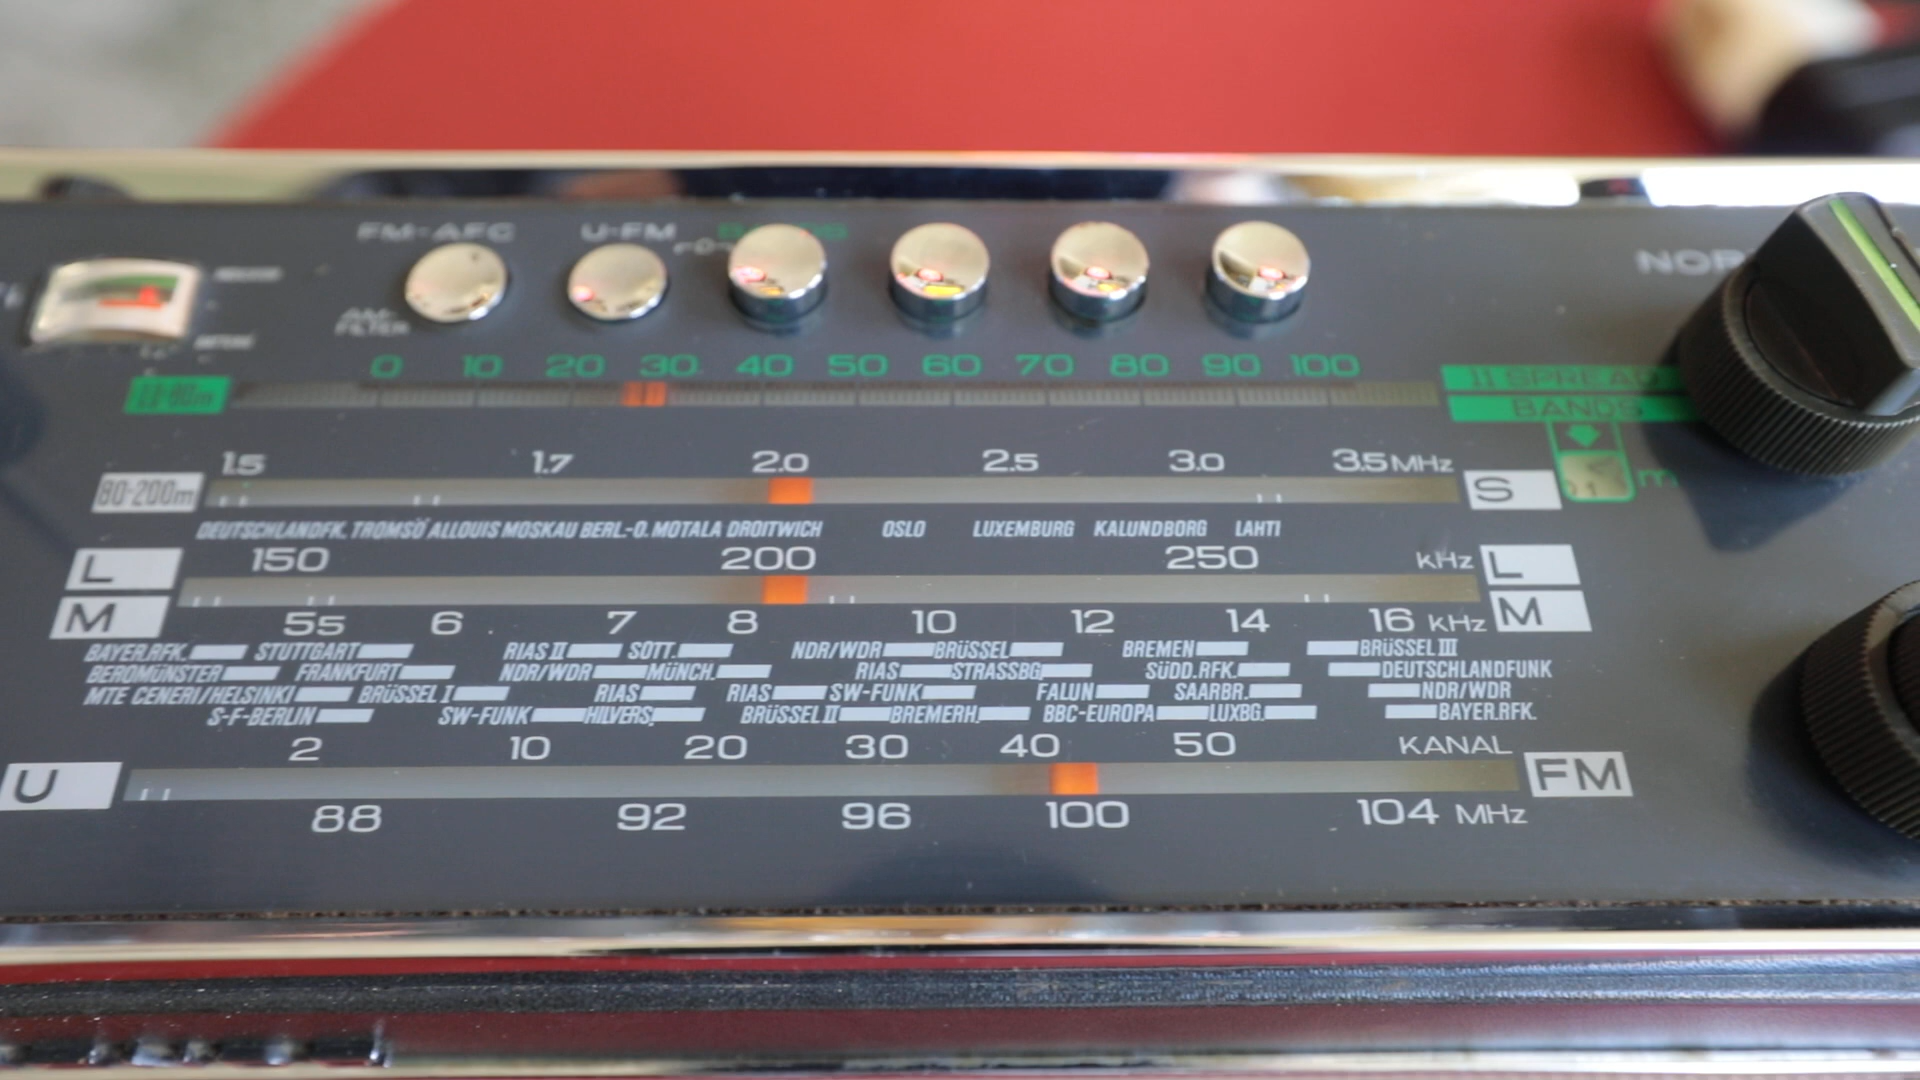 FM-AFC U-FM
AM-FILTER
NOR
0 10 20 30 40 50 60 70 80 90 100
11-80m 11 SPREAD
BANDS
1.5 1.7 2.0 2.5 3.0 3.5 MHz
80-200m S m
DEUTSCHLANDFK. TROMSÖ ALLOUIS MOSKAU BERL.-O. MOTALA DROITWICH OSLO LUXEMBURG KALUNDBORG LAHTI
L 150 200 250 kHz L
M 55 6 7 8 10 12 14 16 kHz M
BAYER.RFK. STUTTGART RIAS II SOTT. NDR/WDR BRÜSSEL BREMEN BRÜSSEL III
BEROMÜNSTER FRANKFURT NDR/WDR MÜNCH. RIAS STRASSBG. SÜDD.RFK. DEUTSCHLANDFUNK
MTE CENERI/HELSINKI BRÜSSEL I RIAS RIAS SW-FUNK FALUN SAARBR. NDR/WDR
S-F-BERLIN SW-FUNK HILVERS. BRÜSSEL II BREMERH. BBC-EUROPA LUXBG. BAYER.RFK.
2 10 20 30 40 50 KANAL
U FM
88 92 96 100 104 MHz